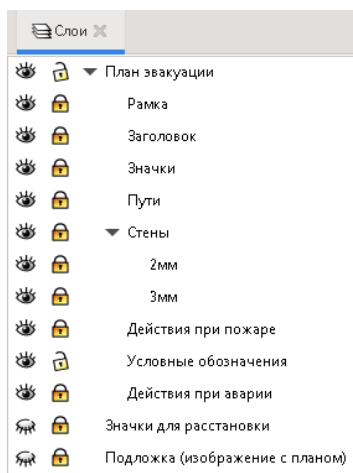 Слои
План эвакуации
Рамка
Заголовок
Значки
Пути
Стены
2мм
3мм
Действия при пожаре
Условные обозначения
Действия при аварии
Значки для расстановки
Подложка (изображение с планом)